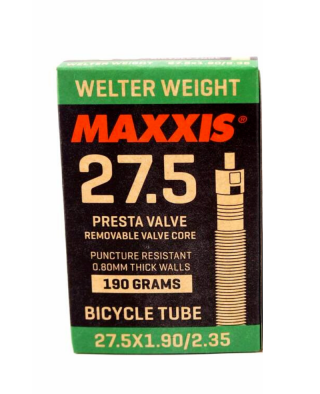 WELTER WEIGHT
MAXXIS®
27.5
PRESTA VALVE
REMOVABLE VALVE CORE
PUNCTURE RESISTANT
0.80MM THICK WALLS
190 GRAMS
BICYCLE TUBE
27.5X1.90/2.35